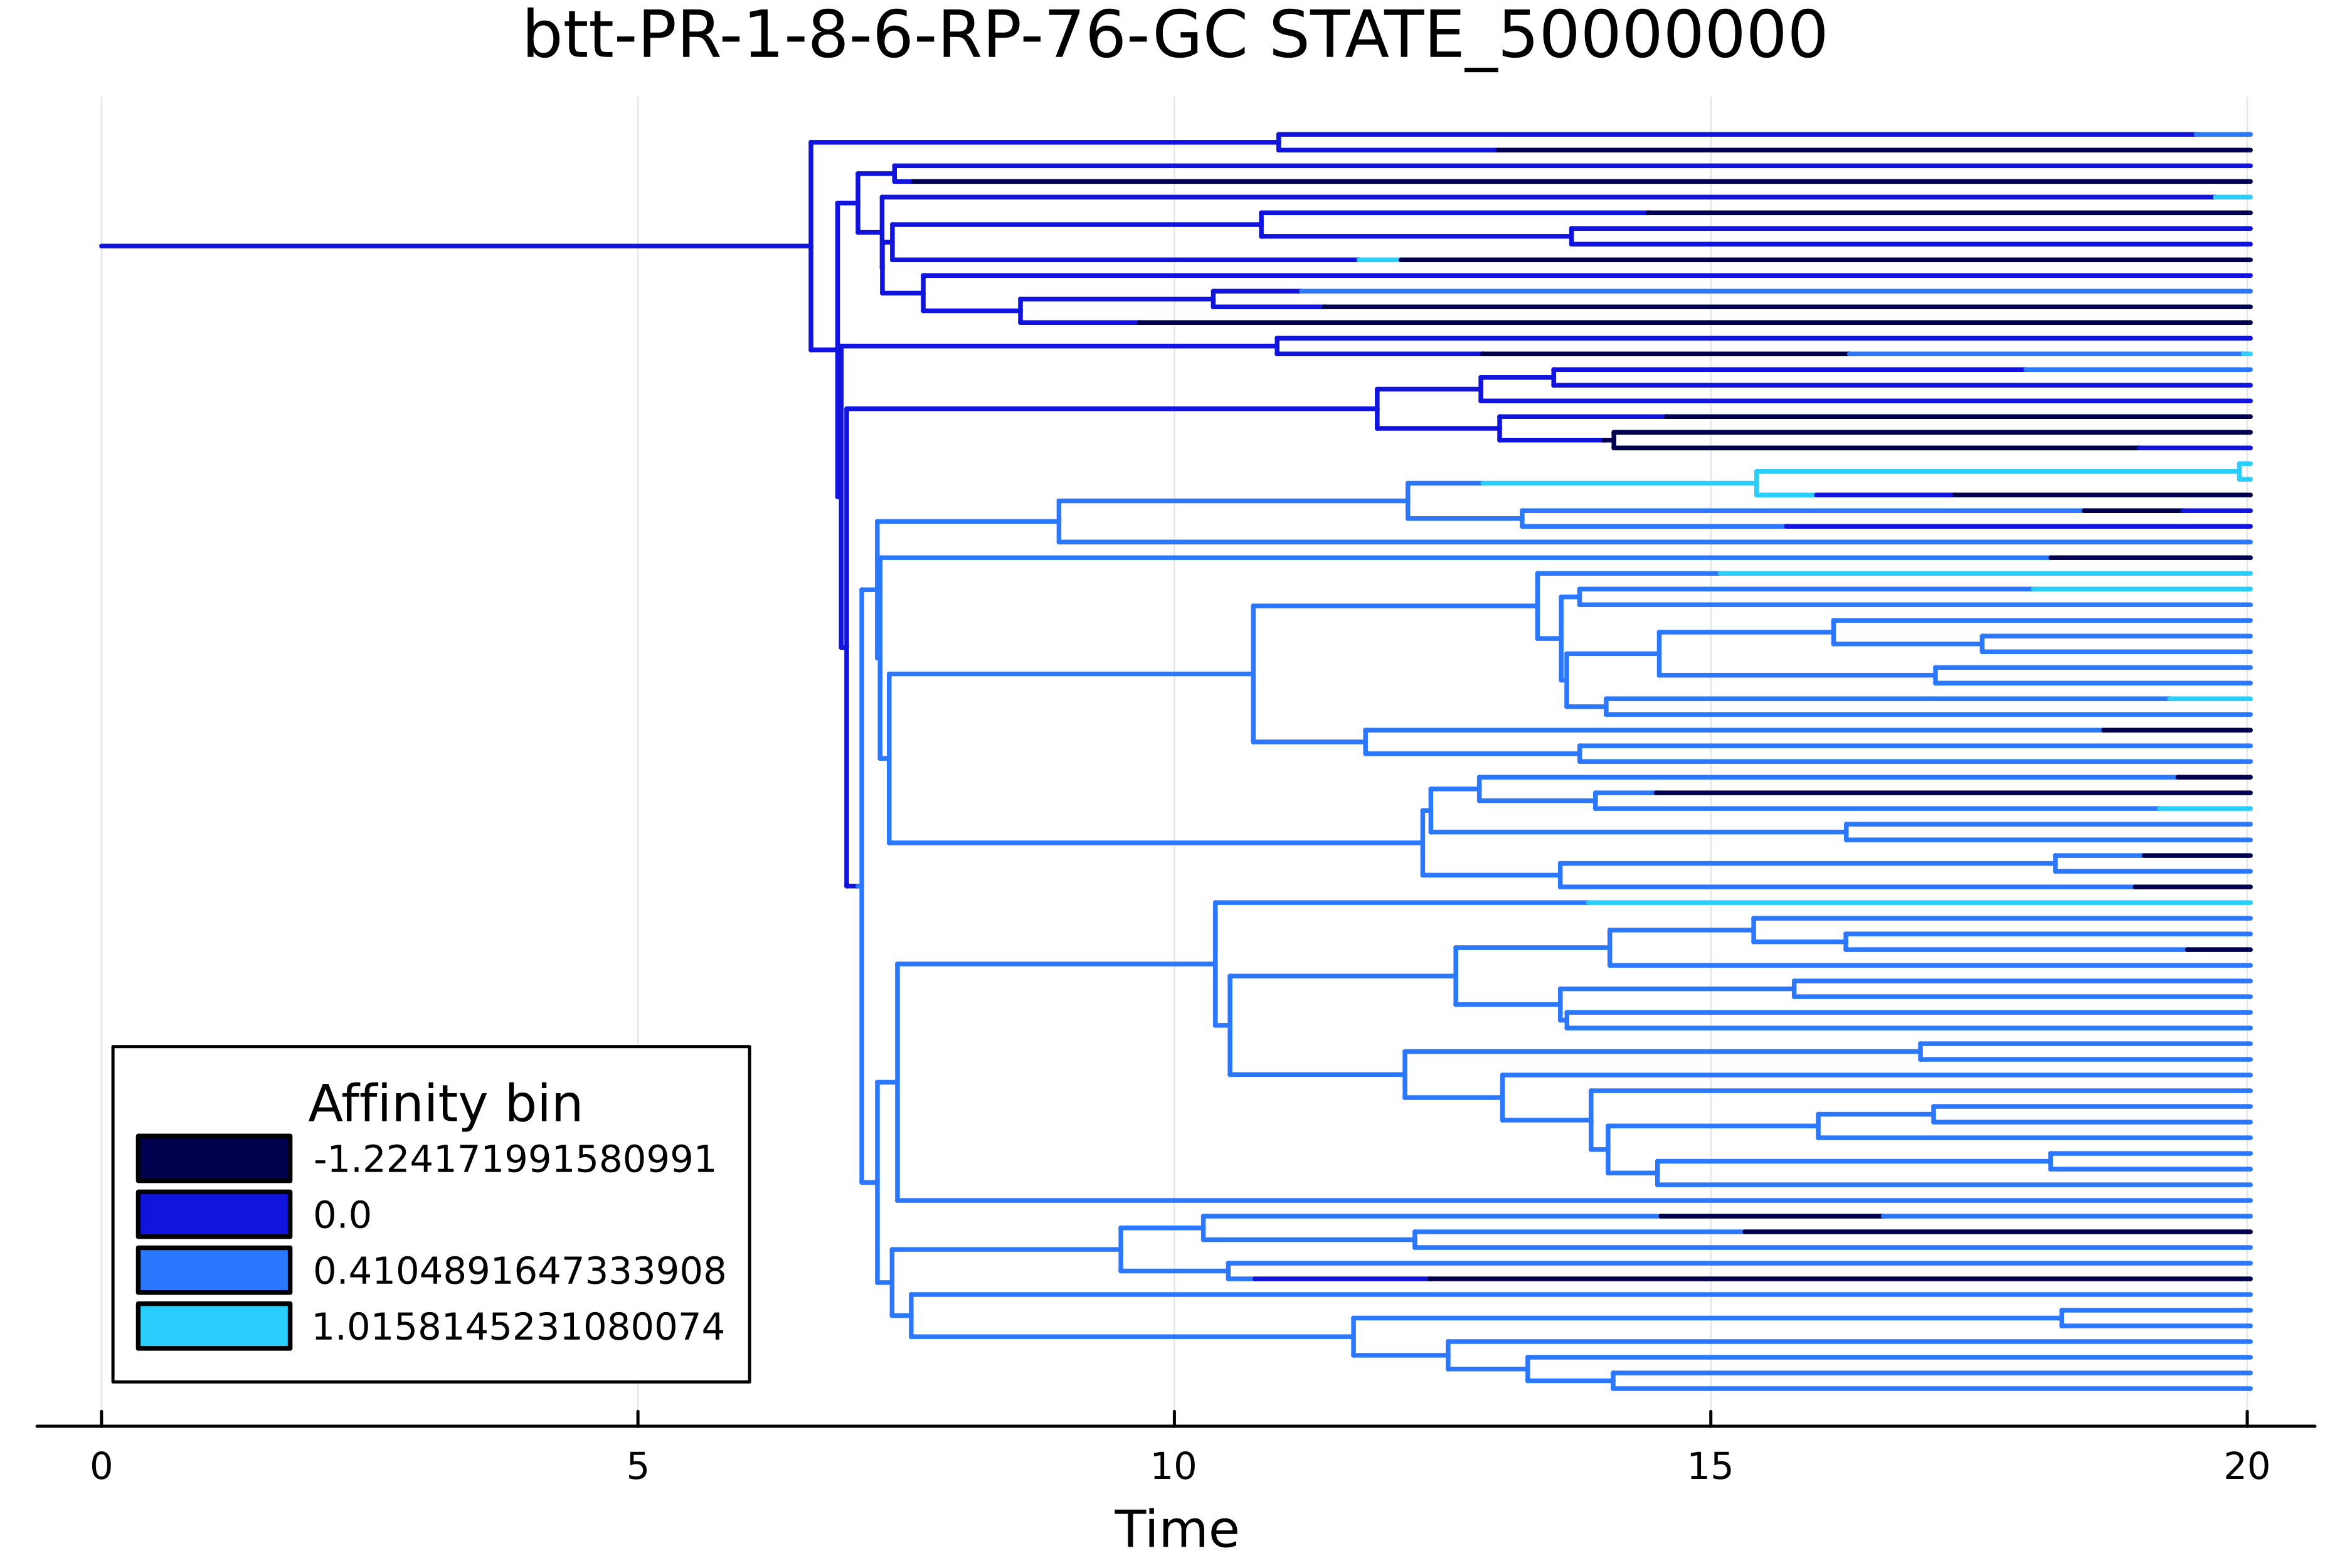 btt-PR-1-8-6-RP-76-GC STATE_50000000
Affinity bin
-1.224171991580991
0.0
0.4104891647333908
1.0158145231080074
0 5 10 15 20
Time